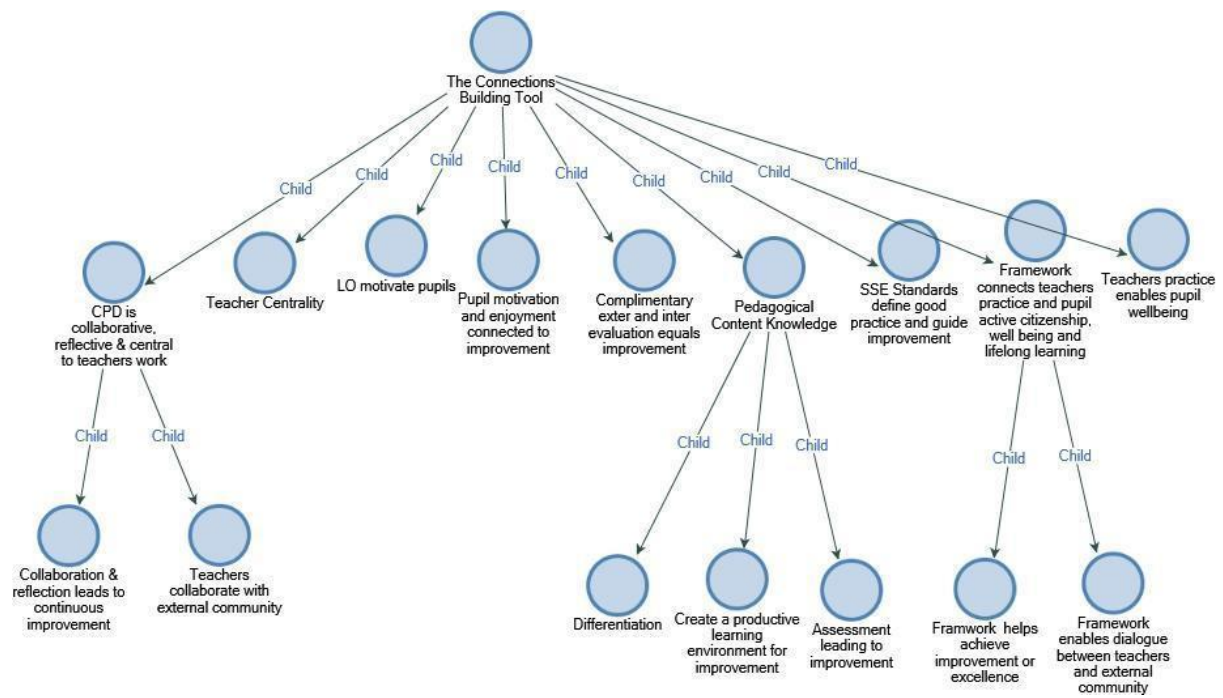 The Connections
Building Tool
Child
Child
Child
Child
Child
Child
Child
Child
Child
CPD is
collaborative,
reflective & central
to teachers work
Teacher Centrality
LO motivate pupils
Pupil motivation
and enjoyment
connected to
improvement
Complimentary
exter and inter
evaluation equals
improvement
Pedagogical
Content Knowledge
SSE Standards
define good
practice and guide
improvement
Framework
connects teachers
practice and pupil
active citizenship,
well being and
lifelong learning
Teachers practice
enables pupil
wellbeing
Child
Child
Child
Child
Child
Child
Child
Collaboration &
reflection leads to
continuous
improvement
Teachers
collaborate with
external community
Differentiation
Create a productive
learning
environment for
improvement
Assessment
leading to
improvement
Framwork helps
achieve
improvement or
excellence
Framework
enables dialogue
between teachers
and external
community